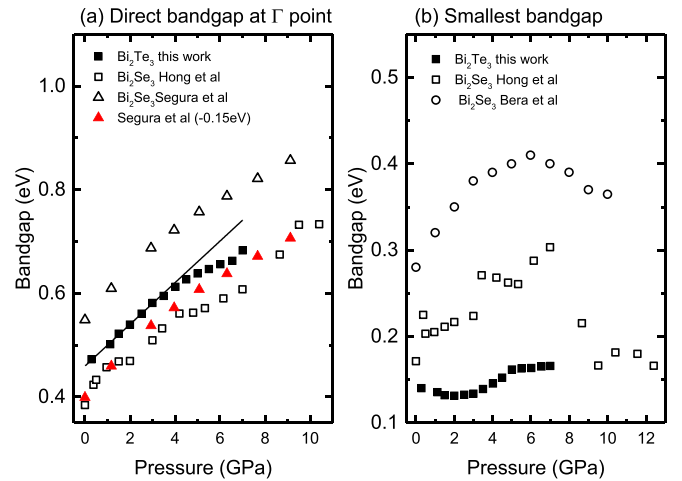 (a) Direct bandgap at Γ point
(b) Smallest bandgap
Bi₂Te₃ this work
Bi₂Se₃ Hong et al
Bi₂Se₃Segura et al
Segura et al (-0.15eV)
1.0
0.8
0.6
0.4
Bandgap (eV)
0 2 4 6 8 10
Pressure (GPa)
Bi₂Te₃ this work
Bi₂Se₃ Hong et al
Bi₂Se₃ Bera et al
0.5
0.4
0.3
0.2
0.1
Bandgap (eV)
0 2 4 6 8 10 12
Pressure (GPa)